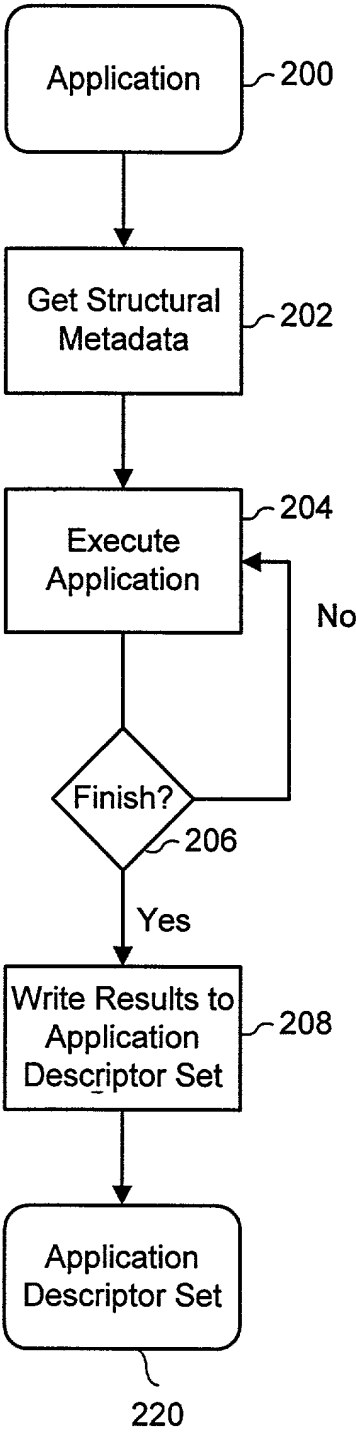 Application
200
Get Structural
Metadata
202
Execute
Application
204
No
Finish?
206
Yes
Write Results to
Application
Descriptor Set
208
Application
Descriptor Set
220